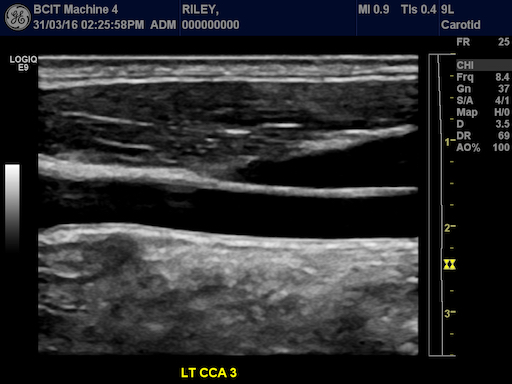 BCIT Machine 4 RILEY, MI 0.9 TIs 0.4 9L
31/03/16 02:25:58PM ADM 000000000 Carotid
FR 25
LOGIQ
E9
CHI
Frq 8.4
Gn 37
S/A 4/1
Map H/0
D 3.5
DR 69
AO% 100
1
2
3
LT CCA 3